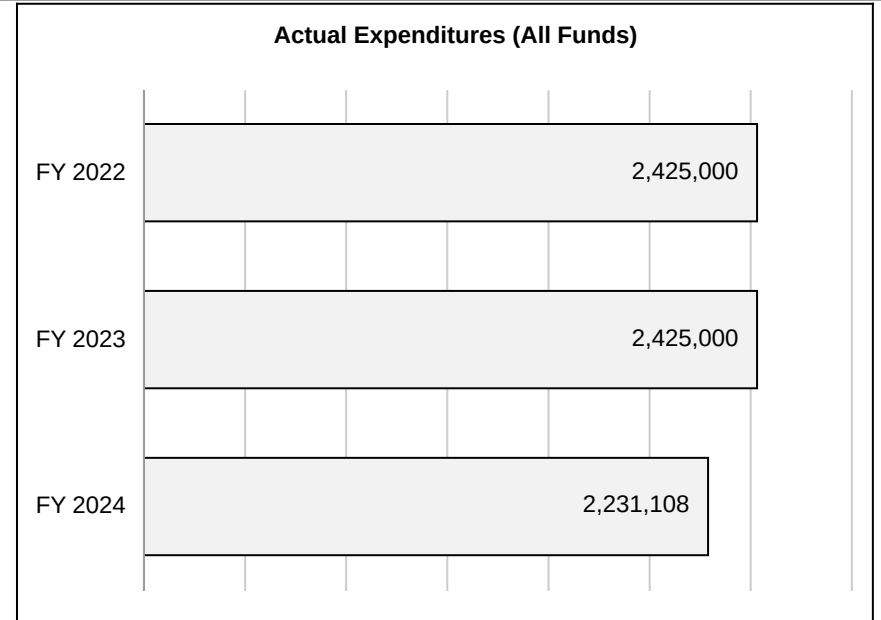 Actual Expenditures (All Funds)
FY 2022 2,425,000
FY 2023 2,425,000
FY 2024 2,231,108